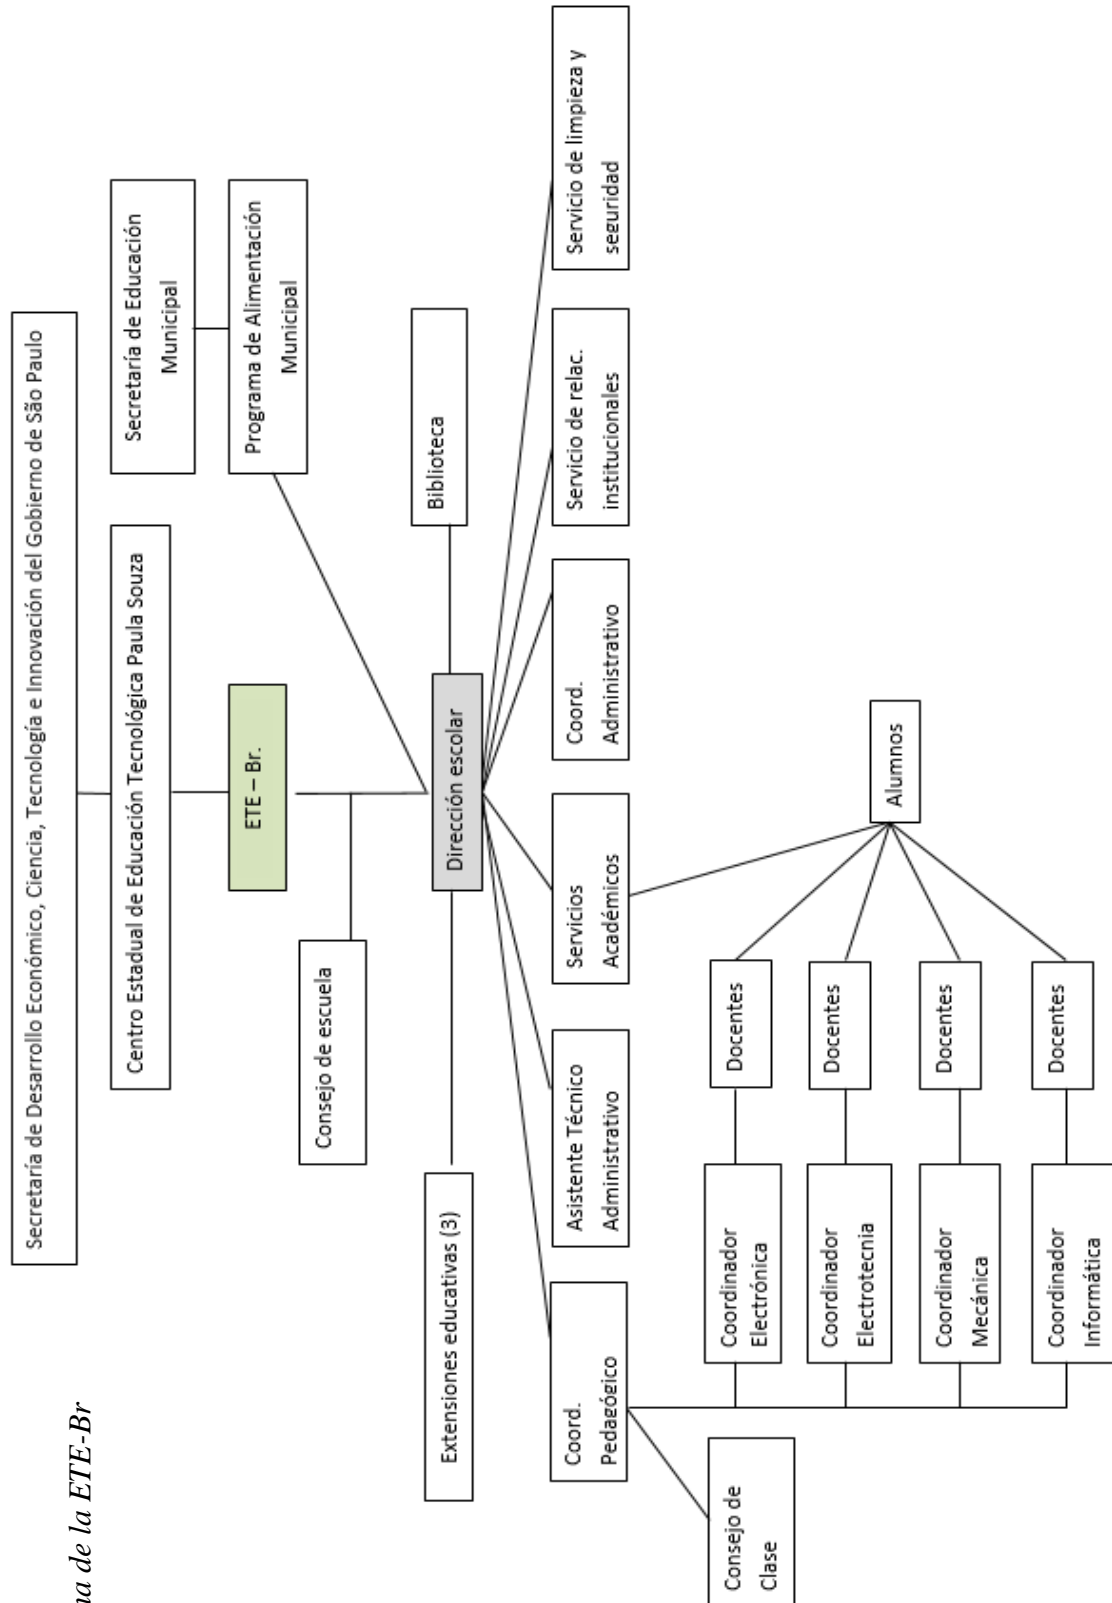 de la ETE-Br
Secretaría de Desarrollo Económico, Ciencia, Tecnología e Innovación del Gobierno de São Paulo
Centro Estadual de Educación Tecnológica Paula Souza
Secretaría de Educación
Municipal
ETE – Br.
Programa de Alimentación
Municipal
Consejo de escuela
Extensiones educativas (3)
Dirección escolar
Biblioteca
Coord.
Pedagógico
Asistente Técnico
Administrativo
Servicios
Académicos
Coord.
Administrativo
Servicio de relac.
institucionales
Servicio de limpieza y
seguridad
Consejo de
Clase
Coordinador
Electrónica
Docentes
Coordinador
Electrotecnia
Docentes
Alumnos
Coordinador
Mecánica
Docentes
Coordinador
Informática
Docentes